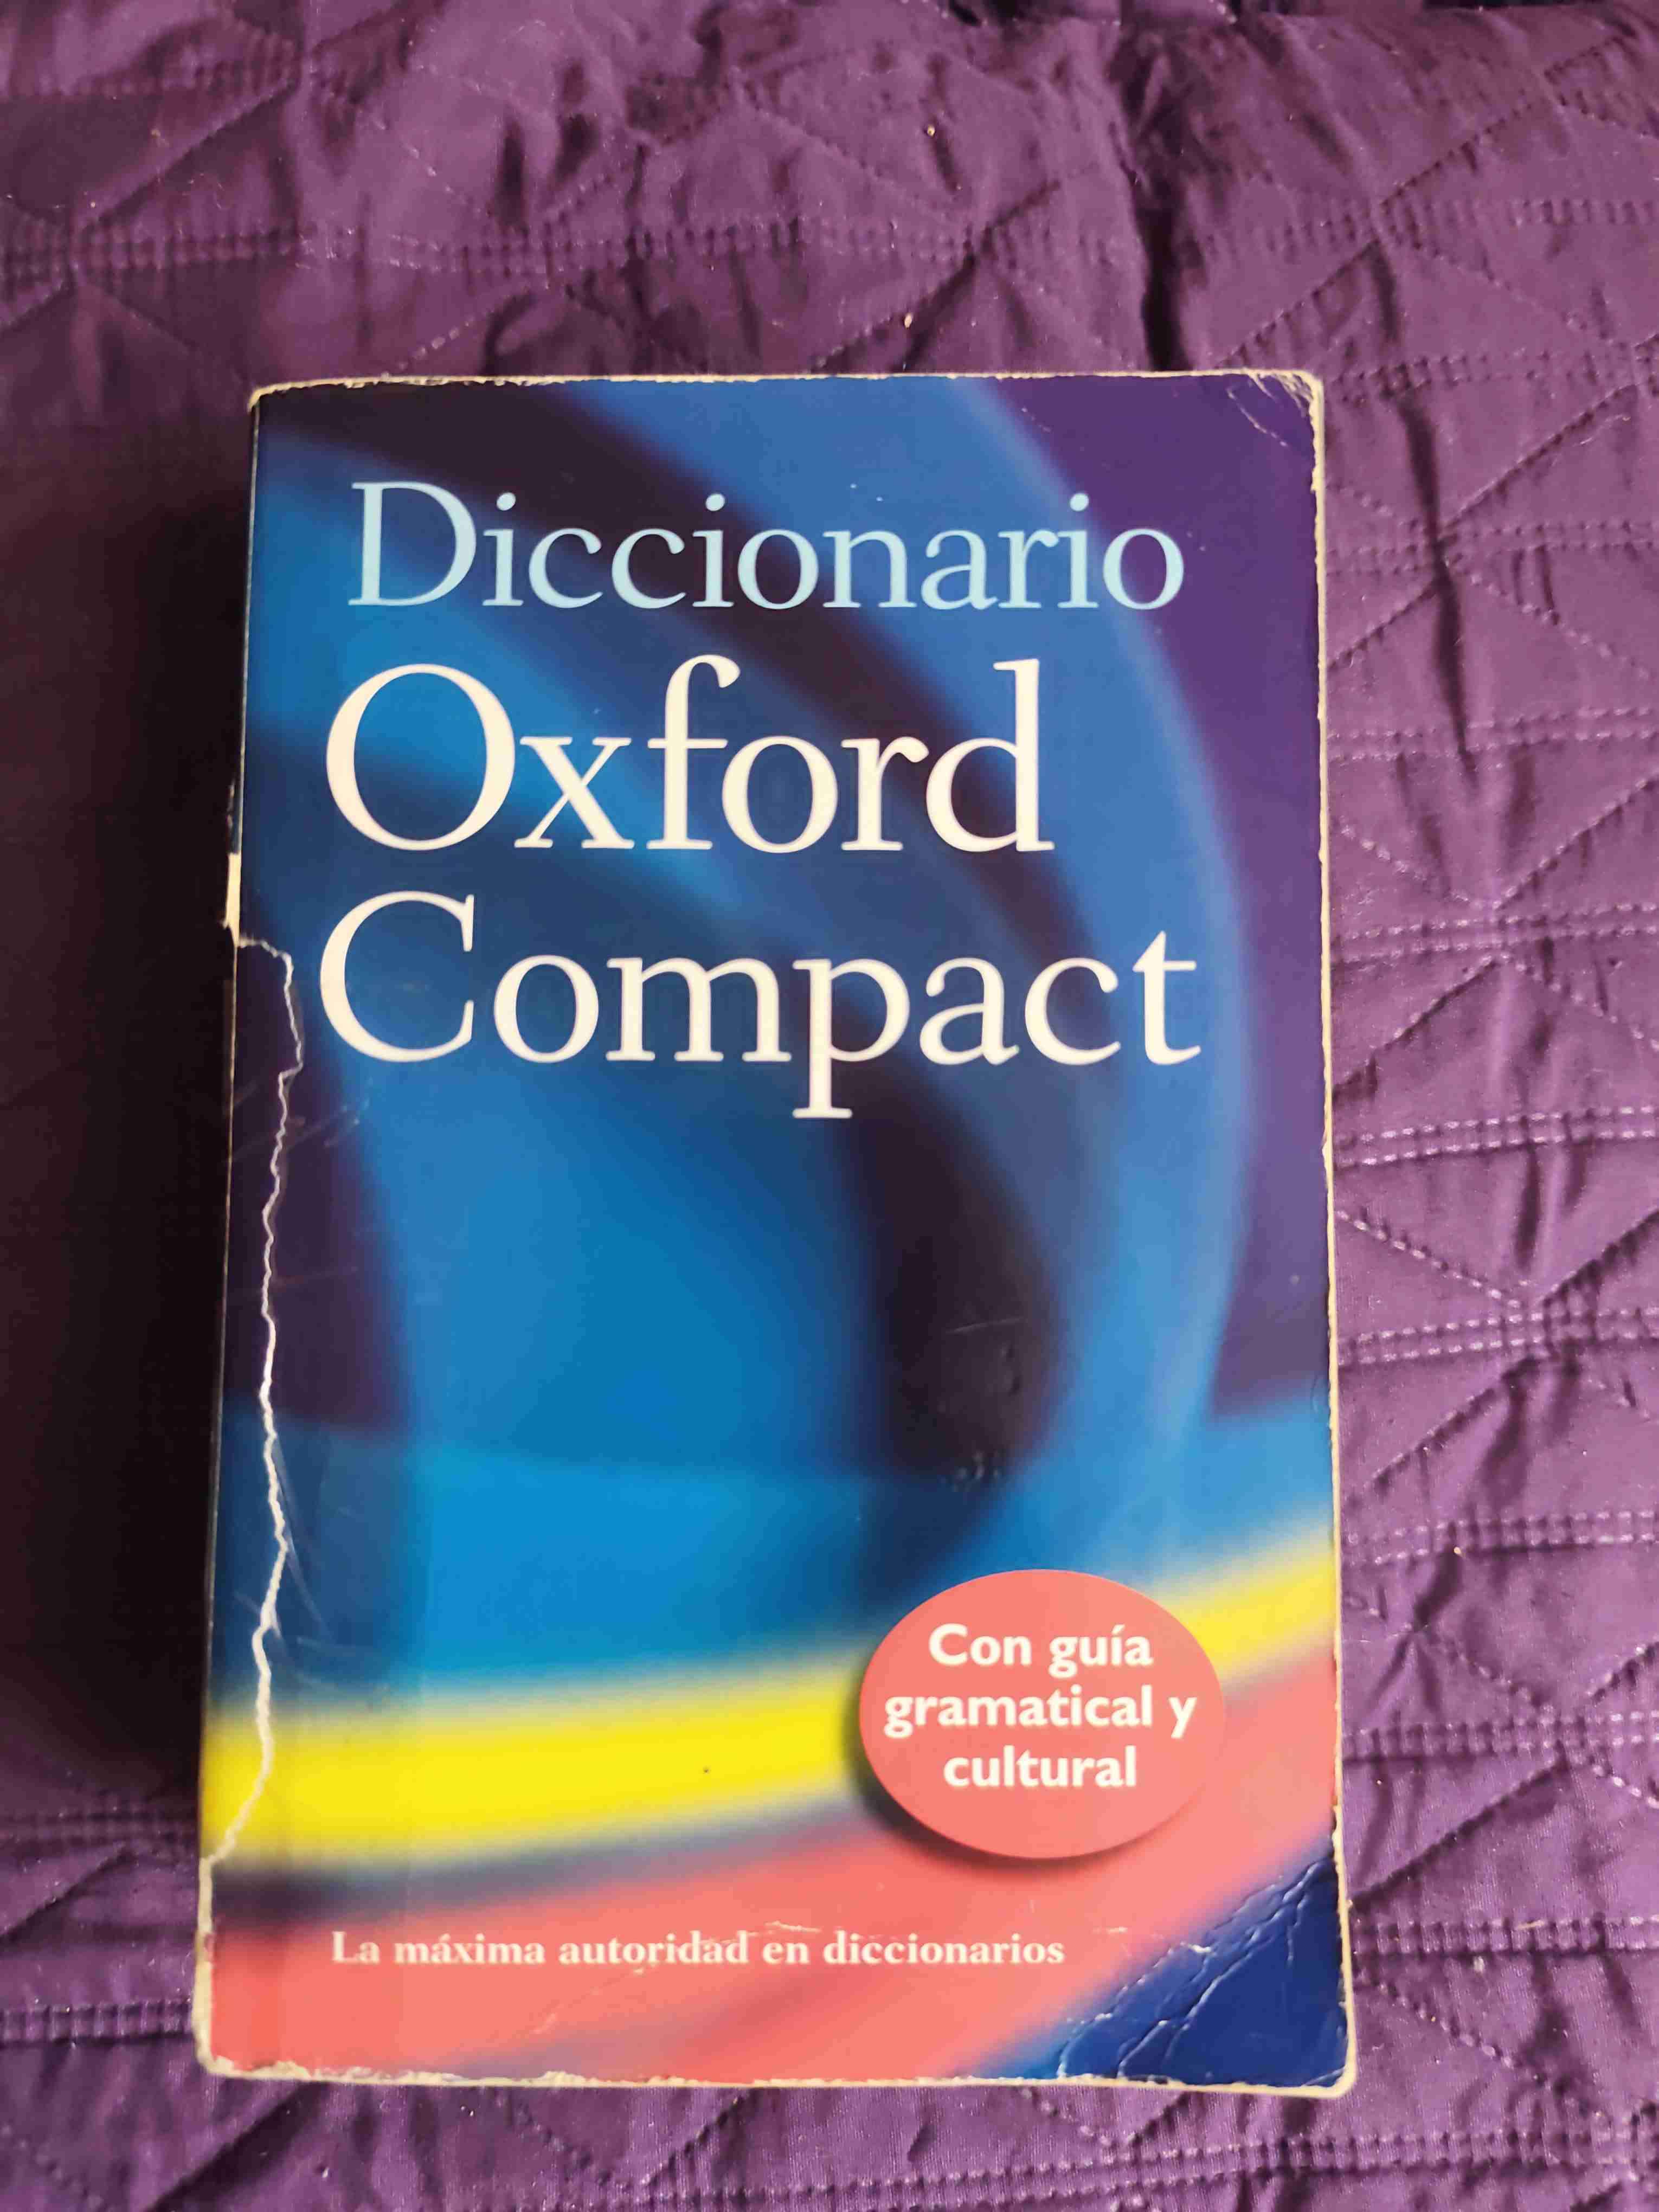 Diccionario
Oxford
Compact
Con guía
gramatical y
cultural
La máxima autoridad en diccionarios